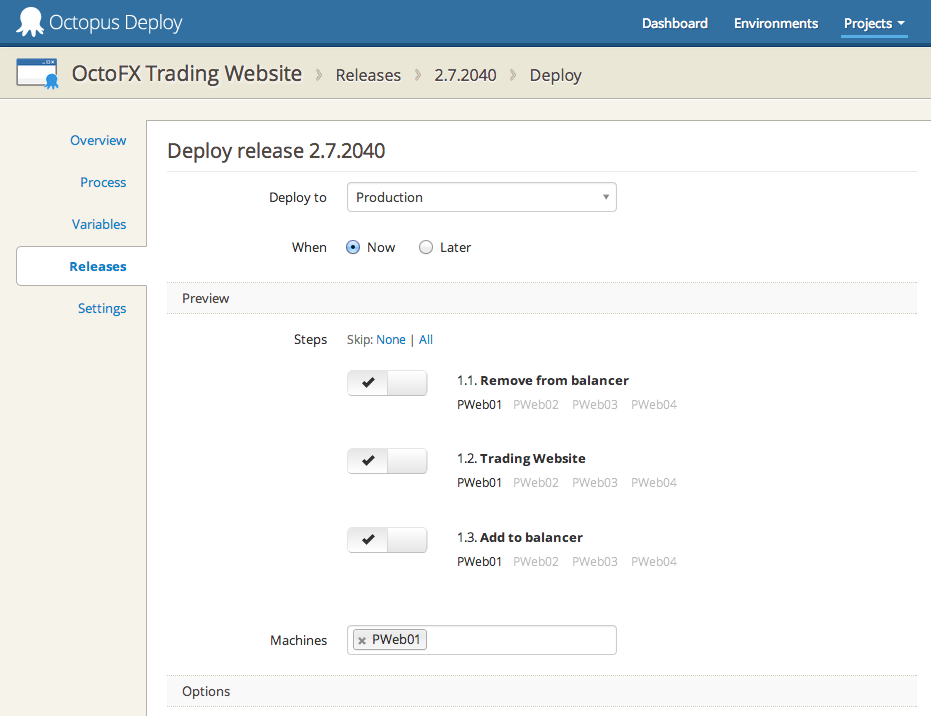 Octopus Deploy Dashboard Environments Projects
OctoFX Trading Website Releases 2.7.2040 Deploy
Overview
Process
Variables
Releases
Settings
Deploy release 2.7.2040
Deploy to Production
When Now Later
Preview
Steps Skip: None | All
1.1. Remove from balancer
PWeb01 PWeb02 PWeb03 PWeb04
1.2. Trading Website
PWeb01 PWeb02 PWeb03 PWeb04
1.3. Add to balancer
PWeb01 PWeb02 PWeb03 PWeb04
Machines PWeb01
Options